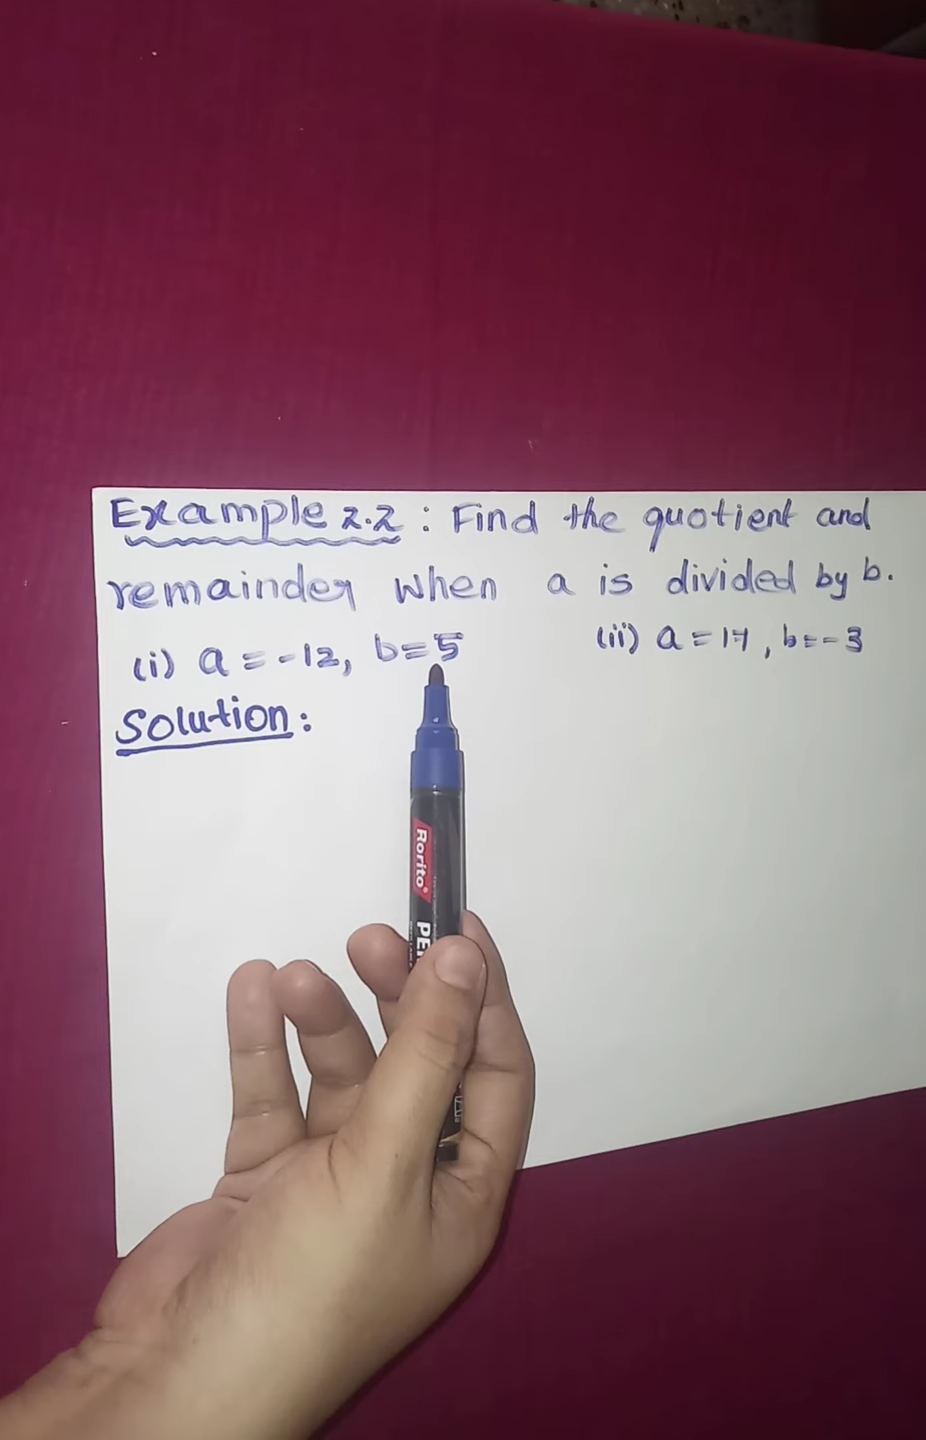 Example 2.2 : Find the quotient and
remainder when a is divided by b.
(i) a = -12, b = 5 (ii) a = 17, b = -3
Solution:
Rorito